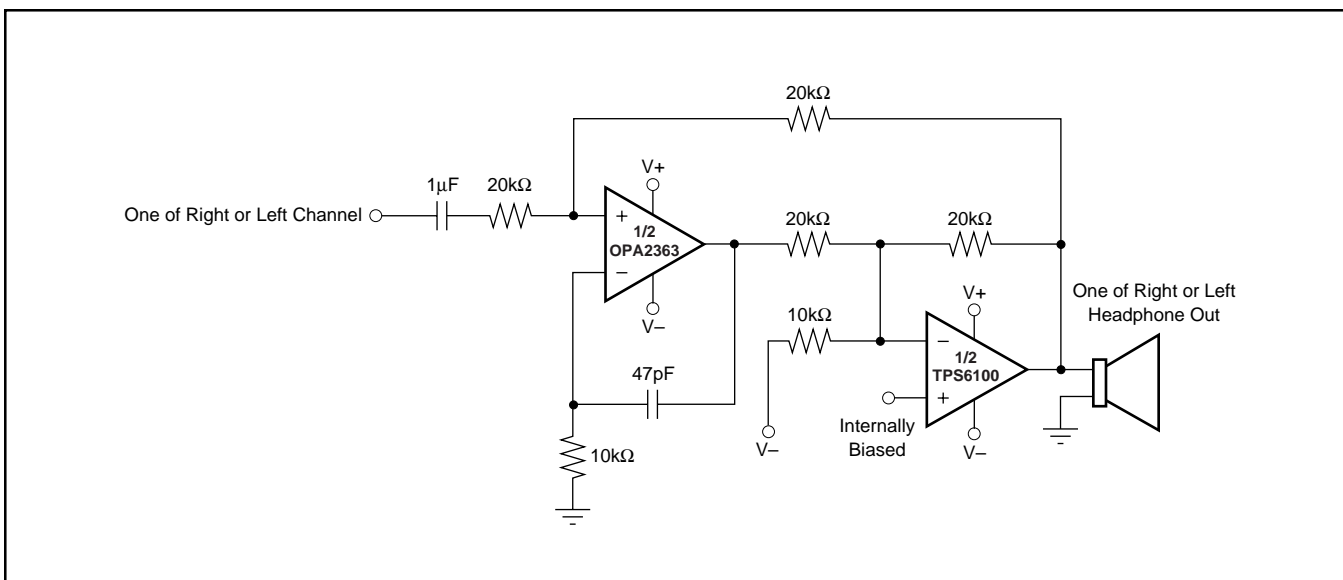 20kΩ
1μF
20kΩ
V+
One of Right or Left Channel
+
1/2
OPA2363
−
V−
20kΩ
20kΩ
10kΩ
V+
One of Right or Left
Headphone Out
−
1/2
TPS6100
+
47pF
Internally
Biased
V−
V−
10kΩ